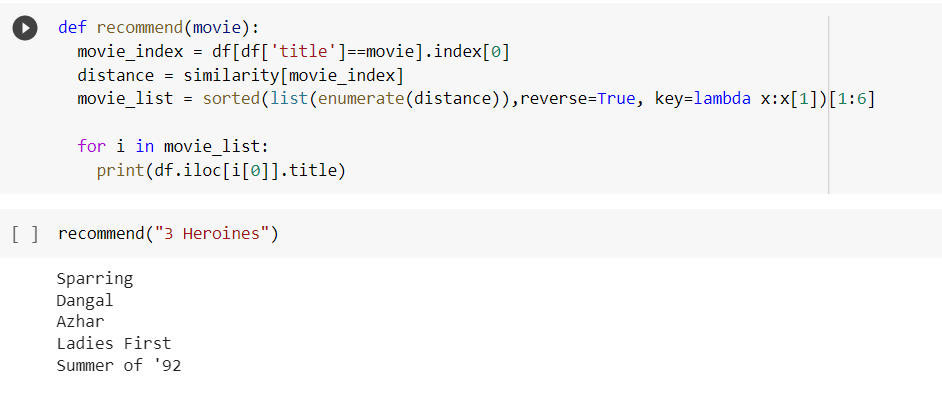 def recommend(movie):
movie_index = df[df['title']==movie].index[0]
distance = similarity[movie_index]
movie_list = sorted(list(enumerate(distance)),reverse=True, key=lambda x:x[1])[1:6]
for i in movie_list:
print(df.iloc[i[0]].title)
[ ] recommend("3 Heroines")
Sparring
Dangal
Azhar
Ladies First
Summer of '92